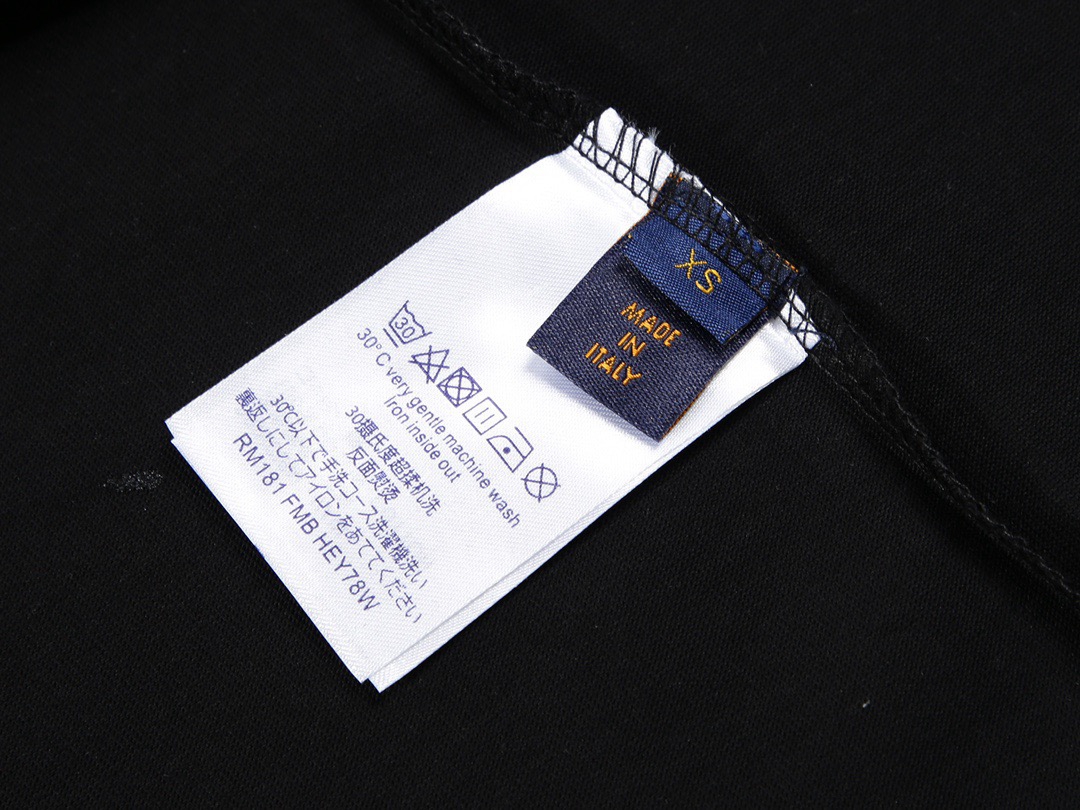 XS
MADE
IN
ITALY
30
30° C very gentle machine wash
Iron inside out
30摄氏度超揉机洗
反面熨烫
30℃以下で手洗コース洗濯機洗い
裏返しにしてアイロンをあててください
RM181 FMB HEY78W